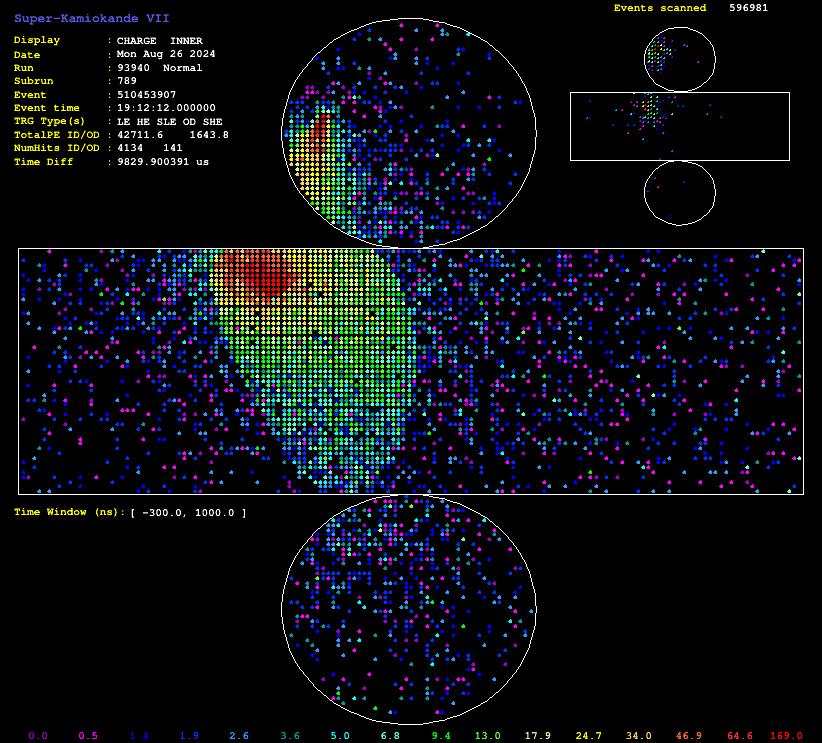 Super-Kamiokande VII
Events scanned 596981
Display : CHARGE INNER
Date : Mon Aug 26 2024
Run : 93940 Normal
Subrun : 789
Event : 510453907
Event time : 19:12:12.000000
TRG Type(s) : LE HE SLE OD SHE
TotalPE ID/OD : 42711.6 1643.8
NumHits ID/OD : 4134 141
Time Diff : 9829.900391 us
Time Window (ns): [ -300.0, 1000.0 ]
0.0 0.5 1.4 1.9 2.6 3.6 5.0 6.8 9.4 13.0 17.9 24.7 34.0 46.9 64.6 169.0